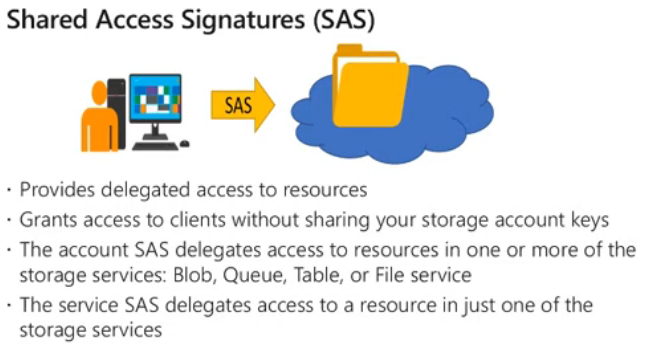 Shared Access Signatures (SAS)
SAS
· Provides delegated access to resources
· Grants access to clients without sharing your storage account keys
· The account SAS delegates access to resources in one or more of the
storage services: Blob, Queue, Table, or File service
· The service SAS delegates access to a resource in just one of the
storage services